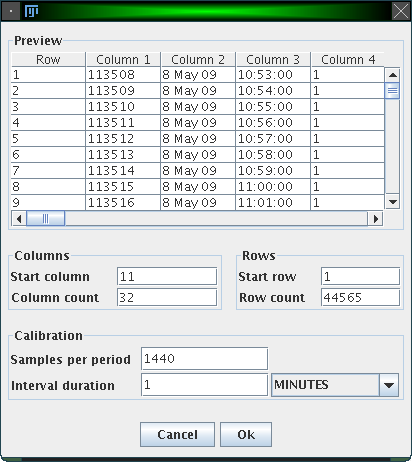 Preview
Row Column 1 Column 2 Column 3 Column 4
1 113508 8 May 09 10:53:00 1
2 113509 8 May 09 10:54:00 1
3 113510 8 May 09 10:55:00 1
4 113511 8 May 09 10:56:00 1
5 113512 8 May 09 10:57:00 1
6 113513 8 May 09 10:58:00 1
7 113514 8 May 09 10:59:00 1
8 113515 8 May 09 11:00:00 1
9 113516 8 May 09 11:01:00 1
Columns Rows
Start column 11 Start row 1
Column count 32 Row count 44565
Calibration
Samples per period 1440
Interval duration 1 MINUTES
Cancel Ok